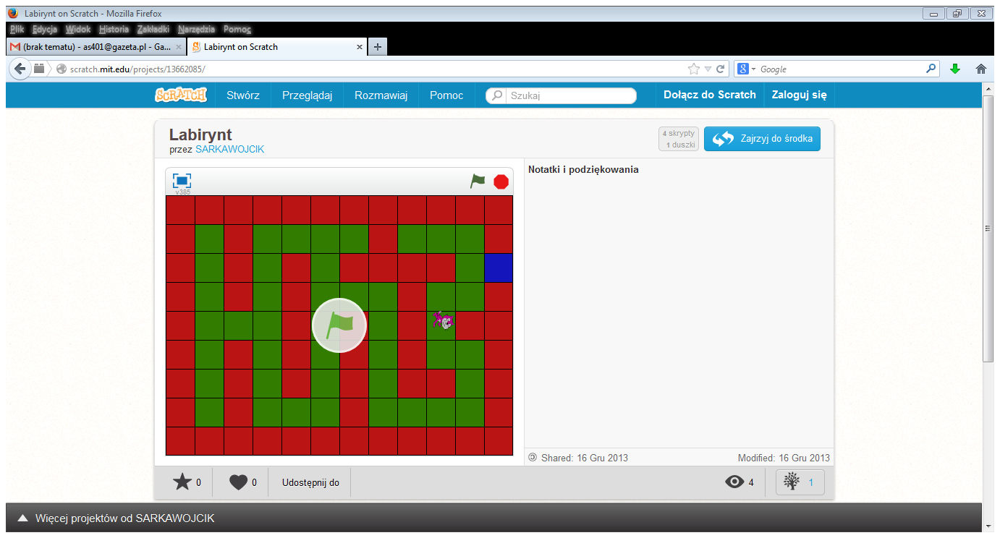 Labirynt on Scratch - Mozilla Firefox
Plik Edycja Widok Historia Zakładki Narzędzia Pomoc
(brak tematu) - as401@gazeta.pl - Ga... Labirynt on Scratch
scratch.mit.edu/projects/13662085/ 8 Google
SCRATCH Stwórz Przeglądaj Rozmawiaj Pomoc Szukaj Dołącz do Scratch Zaloguj się
Labirynt
przez SARKAWOJCIK
4 skrypty
1 duszki
Zajrzyj do środka
v385
Notatki i podziękowania
Shared: 16 Gru 2013 Modified: 16 Gru 2013
0 0 Udostępnij do 4 1
Więcej projektów od SARKAWOJCIK